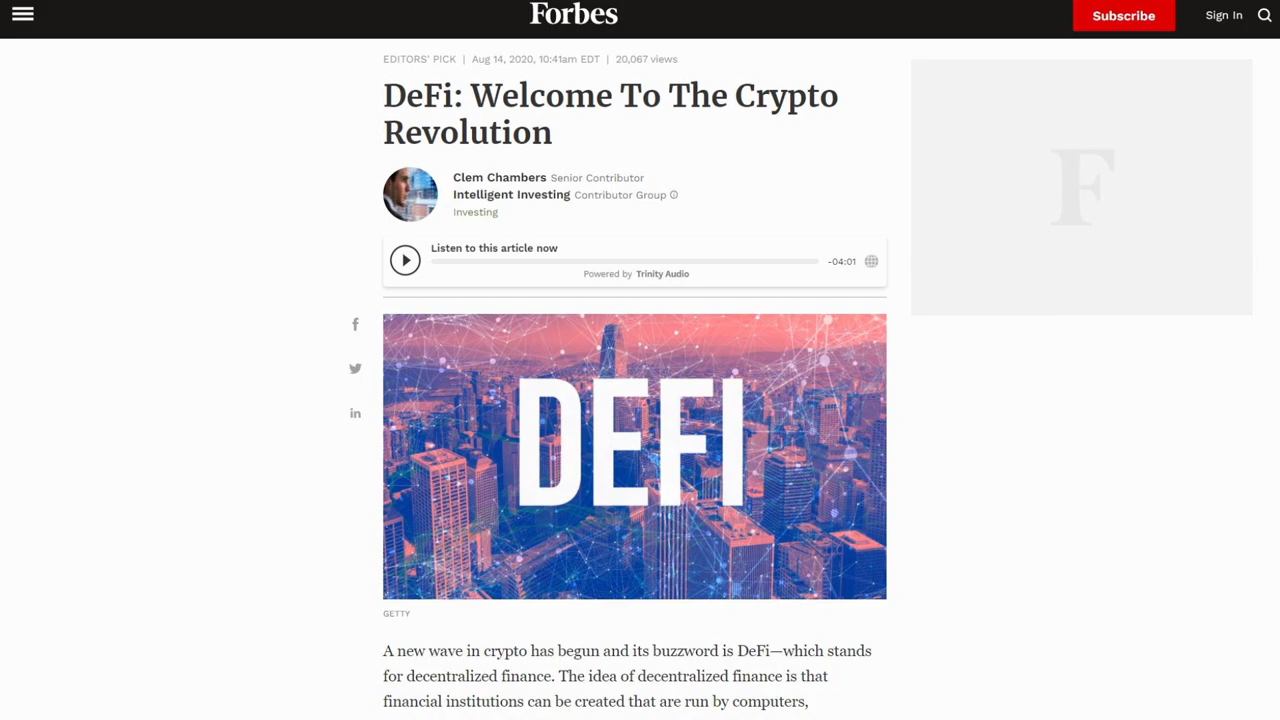 Forbes
Subscribe
Sign In
EDITORS' PICK | Aug 14, 2020, 10:41am EDT | 20,067 views
DeFi: Welcome To The Crypto
Revolution
Clem Chambers Senior Contributor
Intelligent Investing Contributor Group
Investing
Listen to this article now
-04:01
Powered by Trinity Audio
F
DEFI
GETTY
A new wave in crypto has begun and its buzzword is DeFi—which stands
for decentralized finance. The idea of decentralized finance is that
financial institutions can be created that are run by computers,